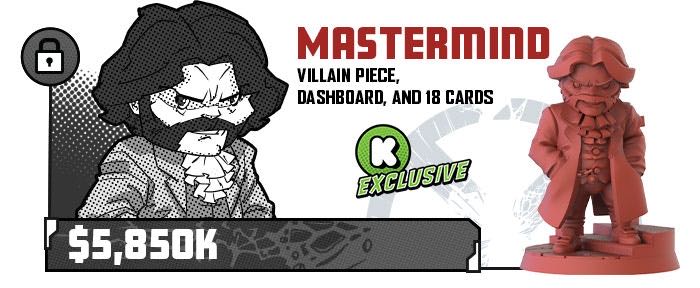 MASTERMIND
VILLAIN PIECE,
DASHBOARD, AND 18 CARDS
K
EXCLUSIVE
$5,850K